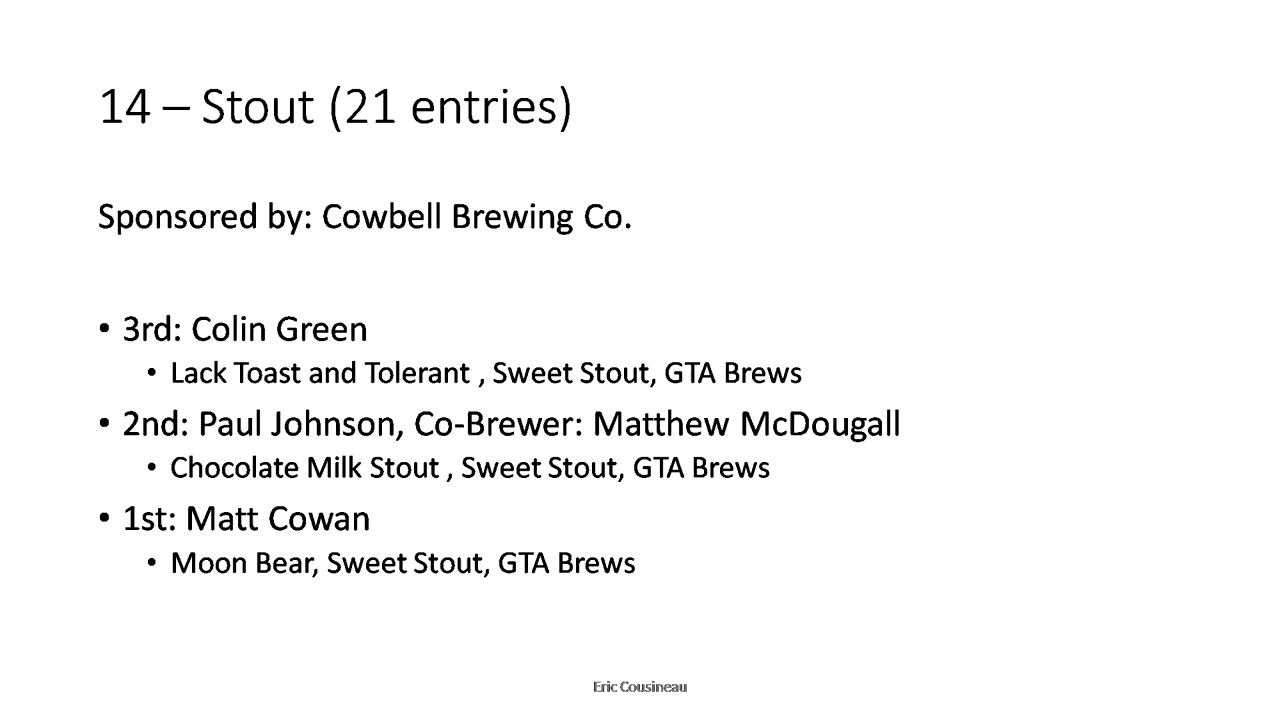 14 – Stout (21 entries)
Sponsored by: Cowbell Brewing Co.
• 3rd: Colin Green
• Lack Toast and Tolerant , Sweet Stout, GTA Brews
• 2nd: Paul Johnson, Co-Brewer: Matthew McDougall
• Chocolate Milk Stout , Sweet Stout, GTA Brews
• 1st: Matt Cowan
• Moon Bear, Sweet Stout, GTA Brews
Eric Cousineau